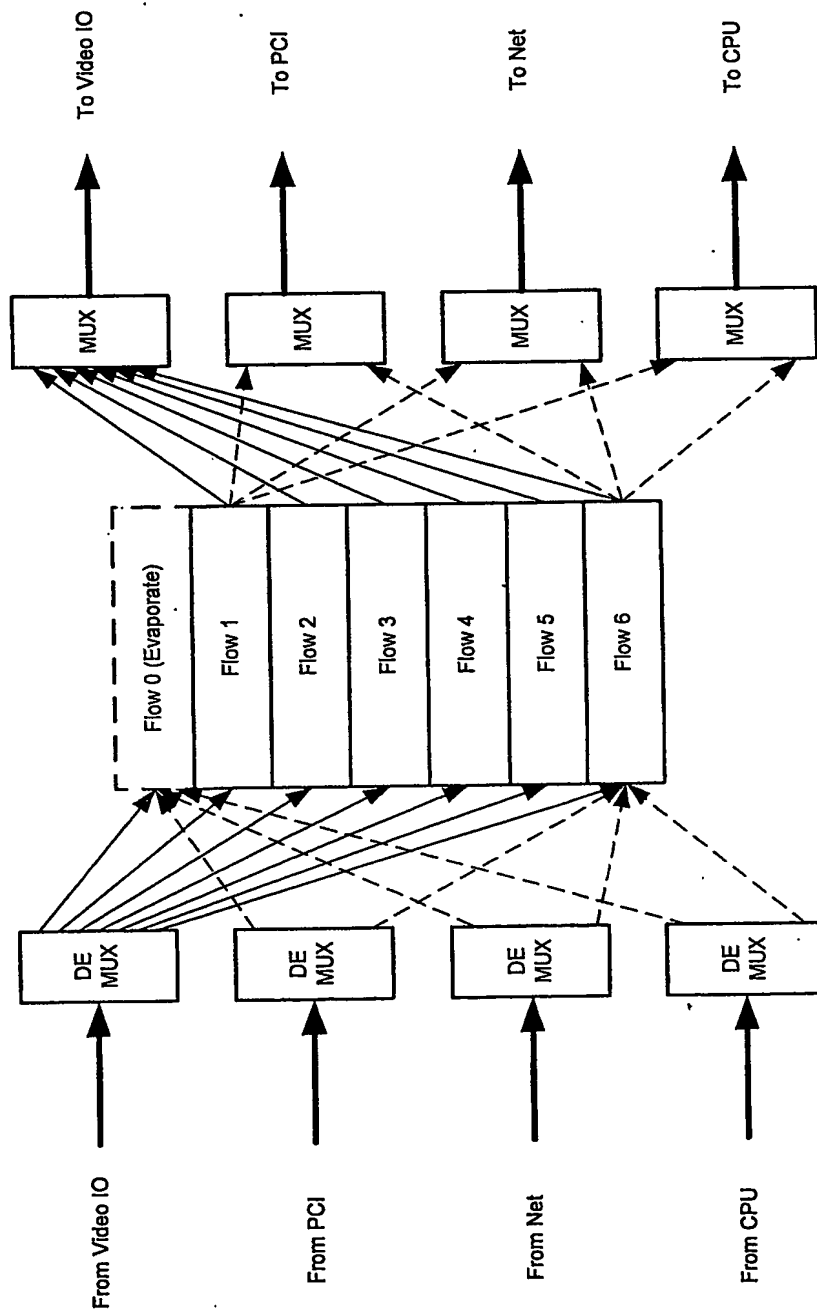 From Video IO
From PCI
From Net
From CPU
DE
MUX
DE
MUX
DE
MUX
DE
MUX
Flow 0 (Evaporate)
Flow 1
Flow 2
Flow 3
Flow 4
Flow 5
Flow 6
MUX
MUX
MUX
MUX
To Video IO
To PCI
To Net
To CPU